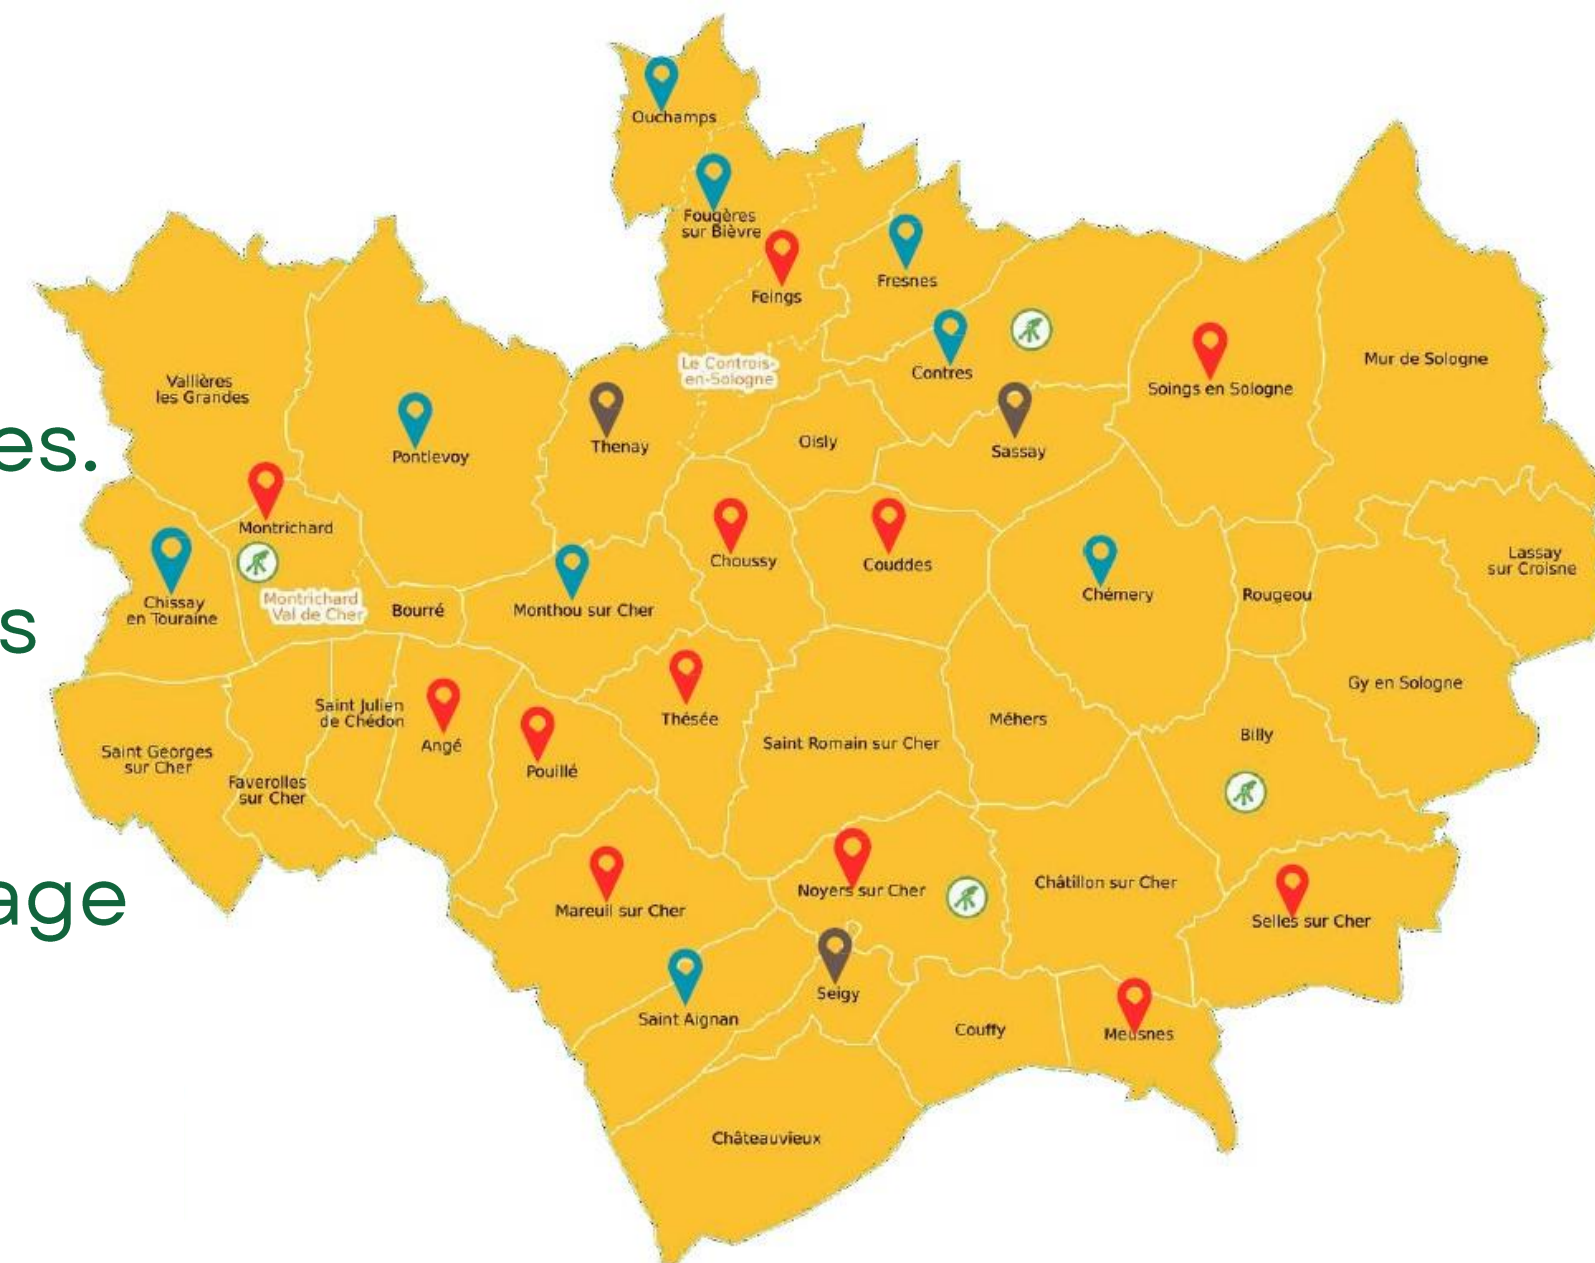 es.
s
age
Ouchamps
Fougères
sur Bièvre
Feings
Fresnes
Le Controis-
en-Sologne
Contres
Soings en Sologne
Mur de Sologne
Vallières
les Grandes
Pontlevoy
Thenay
Oisly
Sassay
Montrichard
Choussy
Couddes
Lassay
sur Croisne
Chissay
en Touraine
Montrichard
Val de Cher
Bourré
Monthou sur Cher
Chémery
Rougeou
Gy en Sologne
Saint Julien
de Chédon
Angé
Thésée
Saint Romain sur Cher
Méhers
Billy
Saint Georges
sur Cher
Faverolles
sur Cher
Pouillé
Mareuil sur Cher
Noyers sur Cher
Châtillon sur Cher
Selles sur Cher
Seigy
Saint Aignan
Couffy
Meusnes
Châteauvieux